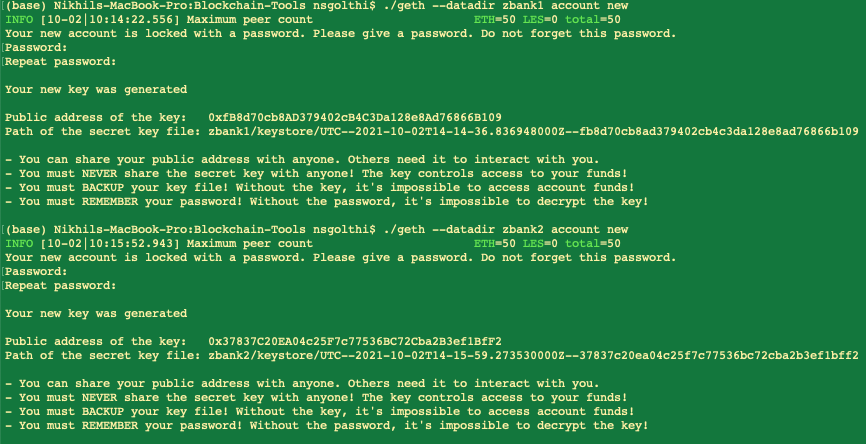 (base) Nikhils-MacBook-Pro:Blockchain-Tools nsgolthi$ ./geth --datadir zbank1 account new
INFO [10-02|10:14:22.556] Maximum peer count ETH=50 LES=0 total=50
Your new account is locked with a password. Please give a password. Do not forget this password.
Password:
Repeat password:
Your new key was generated
Public address of the key: 0xfB8d70cb8AD379402cB4C3Da128e8Ad76866B109
Path of the secret key file: zbank1/keystore/UTC--2021-10-02T14-14-36.836948000Z--fb8d70cb8ad379402cb4c3da128e8ad76866b109
- You can share your public address with anyone. Others need it to interact with you.
- You must NEVER share the secret key with anyone! The key controls access to your funds!
- You must BACKUP your key file! Without the key, it's impossible to access account funds!
- You must REMEMBER your password! Without the password, it's impossible to decrypt the key!
(base) Nikhils-MacBook-Pro:Blockchain-Tools nsgolthi$ ./geth --datadir zbank2 account new
INFO [10-02|10:15:52.943] Maximum peer count ETH=50 LES=0 total=50
Your new account is locked with a password. Please give a password. Do not forget this password.
Password:
Repeat password:
Your new key was generated
Public address of the key: 0x37837C20EA04c25F7c77536BC72Cba2B3ef1BfF2
Path of the secret key file: zbank2/keystore/UTC--2021-10-02T14-15-59.273530000Z--37837c20ea04c25f7c77536bc72cba2b3ef1bff2
- You can share your public address with anyone. Others need it to interact with you.
- You must NEVER share the secret key with anyone! The key controls access to your funds!
- You must BACKUP your key file! Without the key, it's impossible to access account funds!
- You must REMEMBER your password! Without the password, it's impossible to decrypt the key!